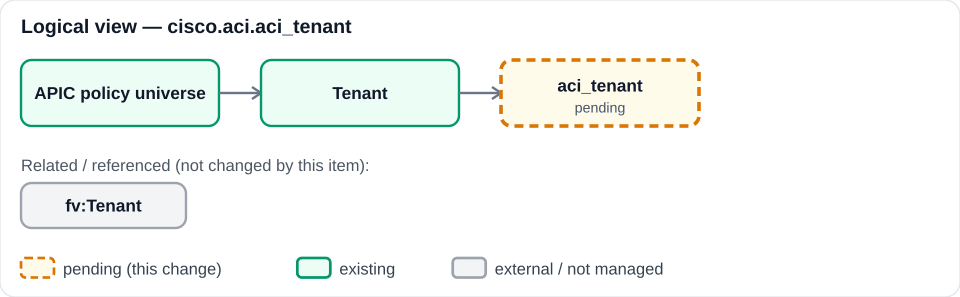 Logical view — cisco.aci.aci_tenant
APIC policy universe
Tenant
aci_tenant
pending
Related / referenced (not changed by this item):
fv:Tenant
pending (this change)
existing
external / not managed